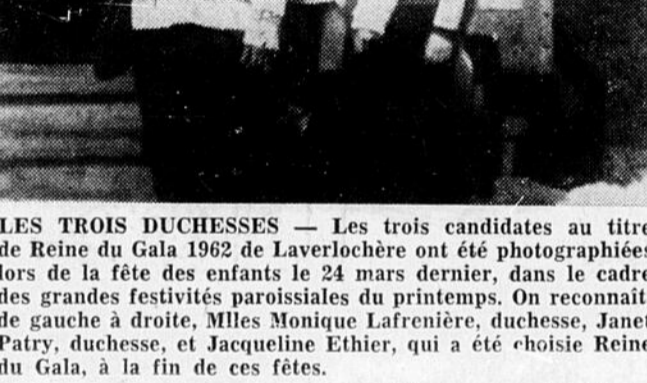 LES TROIS DUCHESSES — Les trois candidates au titre
de Reine du Gala 1962 de Laverlochère ont été photographiées
lors de la fête des enfants le 24 mars dernier, dans le cadre
des grandes festivités paroissiales du printemps. On reconnaît
de gauche à droite, Mlles Monique Lafrenière, duchesse, Janet
Patry, duchesse, et Jacqueline Ethier, qui a été choisie Reine
du Gala, à la fin de ces fêtes.